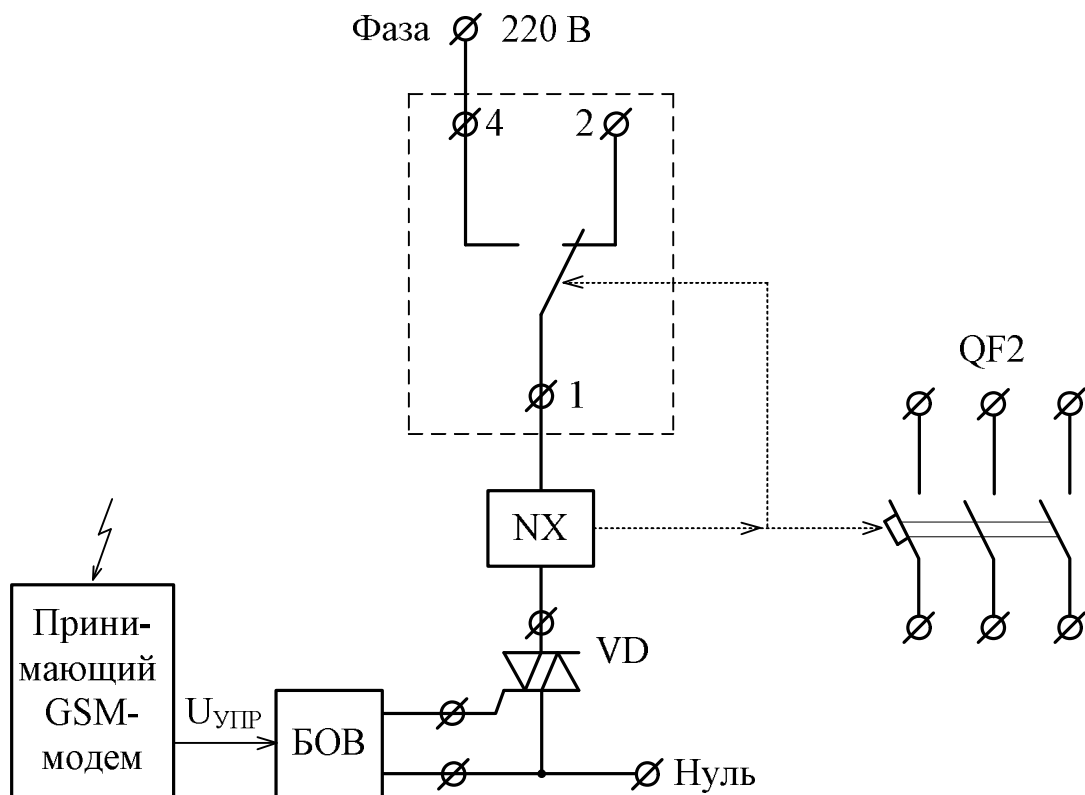 Фаза 220 В
4 2
1
QF2
NX
VD
Прини-
мающий
GSM-
модем
UУПР
БОВ
Нуль